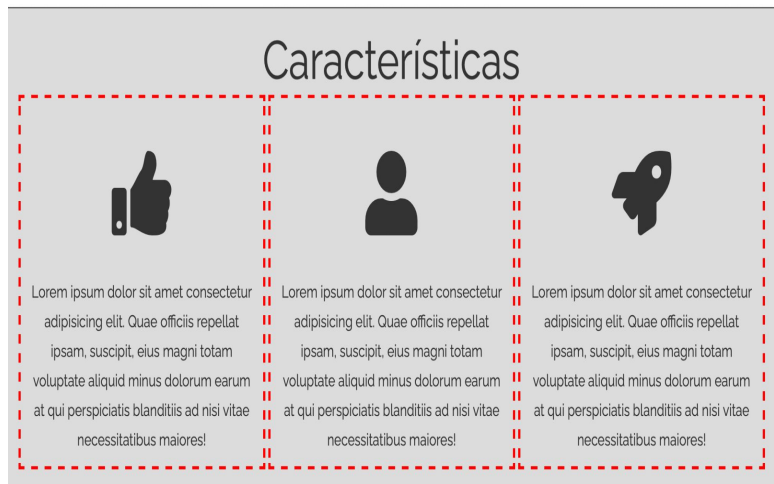 Características
Lorem ipsum dolor sit amet consectetur
adipisicing elit. Quae officiis repellat
ipsam, suscipit, eius magni totam
voluptate aliquid minus dolorum earum
at qui perspiciatis blanditiis ad nisi vitae
necessitatibus maiores!
Lorem ipsum dolor sit amet consectetur
adipisicing elit. Quae officiis repellat
ipsam, suscipit, eius magni totam
voluptate aliquid minus dolorum earum
at qui perspiciatis blanditiis ad nisi vitae
necessitatibus maiores!
Lorem ipsum dolor sit amet consectetur
adipisicing elit. Quae officiis repellat
ipsam, suscipit, eius magni totam
voluptate aliquid minus dolorum earum
at qui perspiciatis blanditiis ad nisi vitae
necessitatibus maiores!